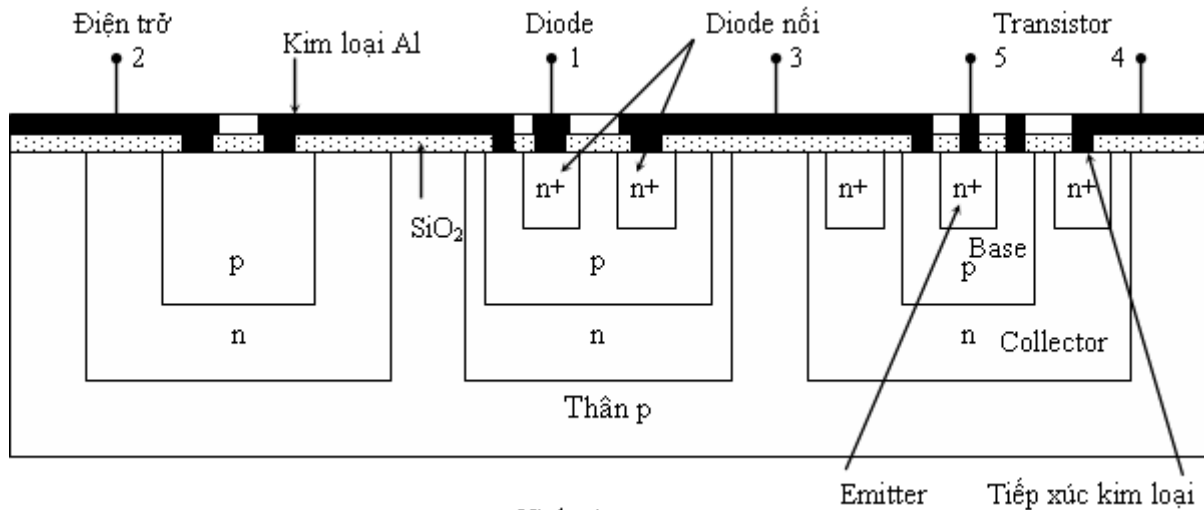 Điện trở
Diode
Diode nối
Transistor
Kim loại Al
2
1
3
5
4
n+
n+
n+
n+
n+
SiO₂
p
p
Base
p
n
n
n
Collector
Thân p
Emitter
Tiếp xúc kim loại